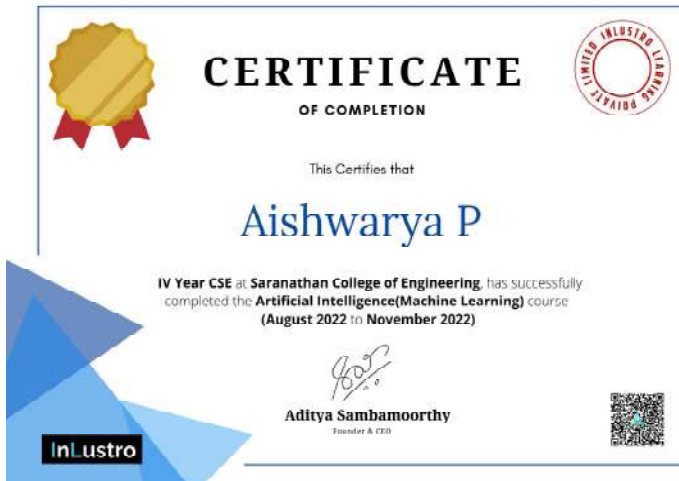 CERTIFICATE
INLUSTRO LEARNING PRIVATE LIMITED
OF COMPLETION
This Certifies that
Aishwarya P
IV Year CSE at Saranathan College of Engineering, has successfully
completed the Artificial Intelligence(Machine Learning) course
(August 2022 to November 2022)
Aditya Sambamoorthy
Founder & CEO
InLustro